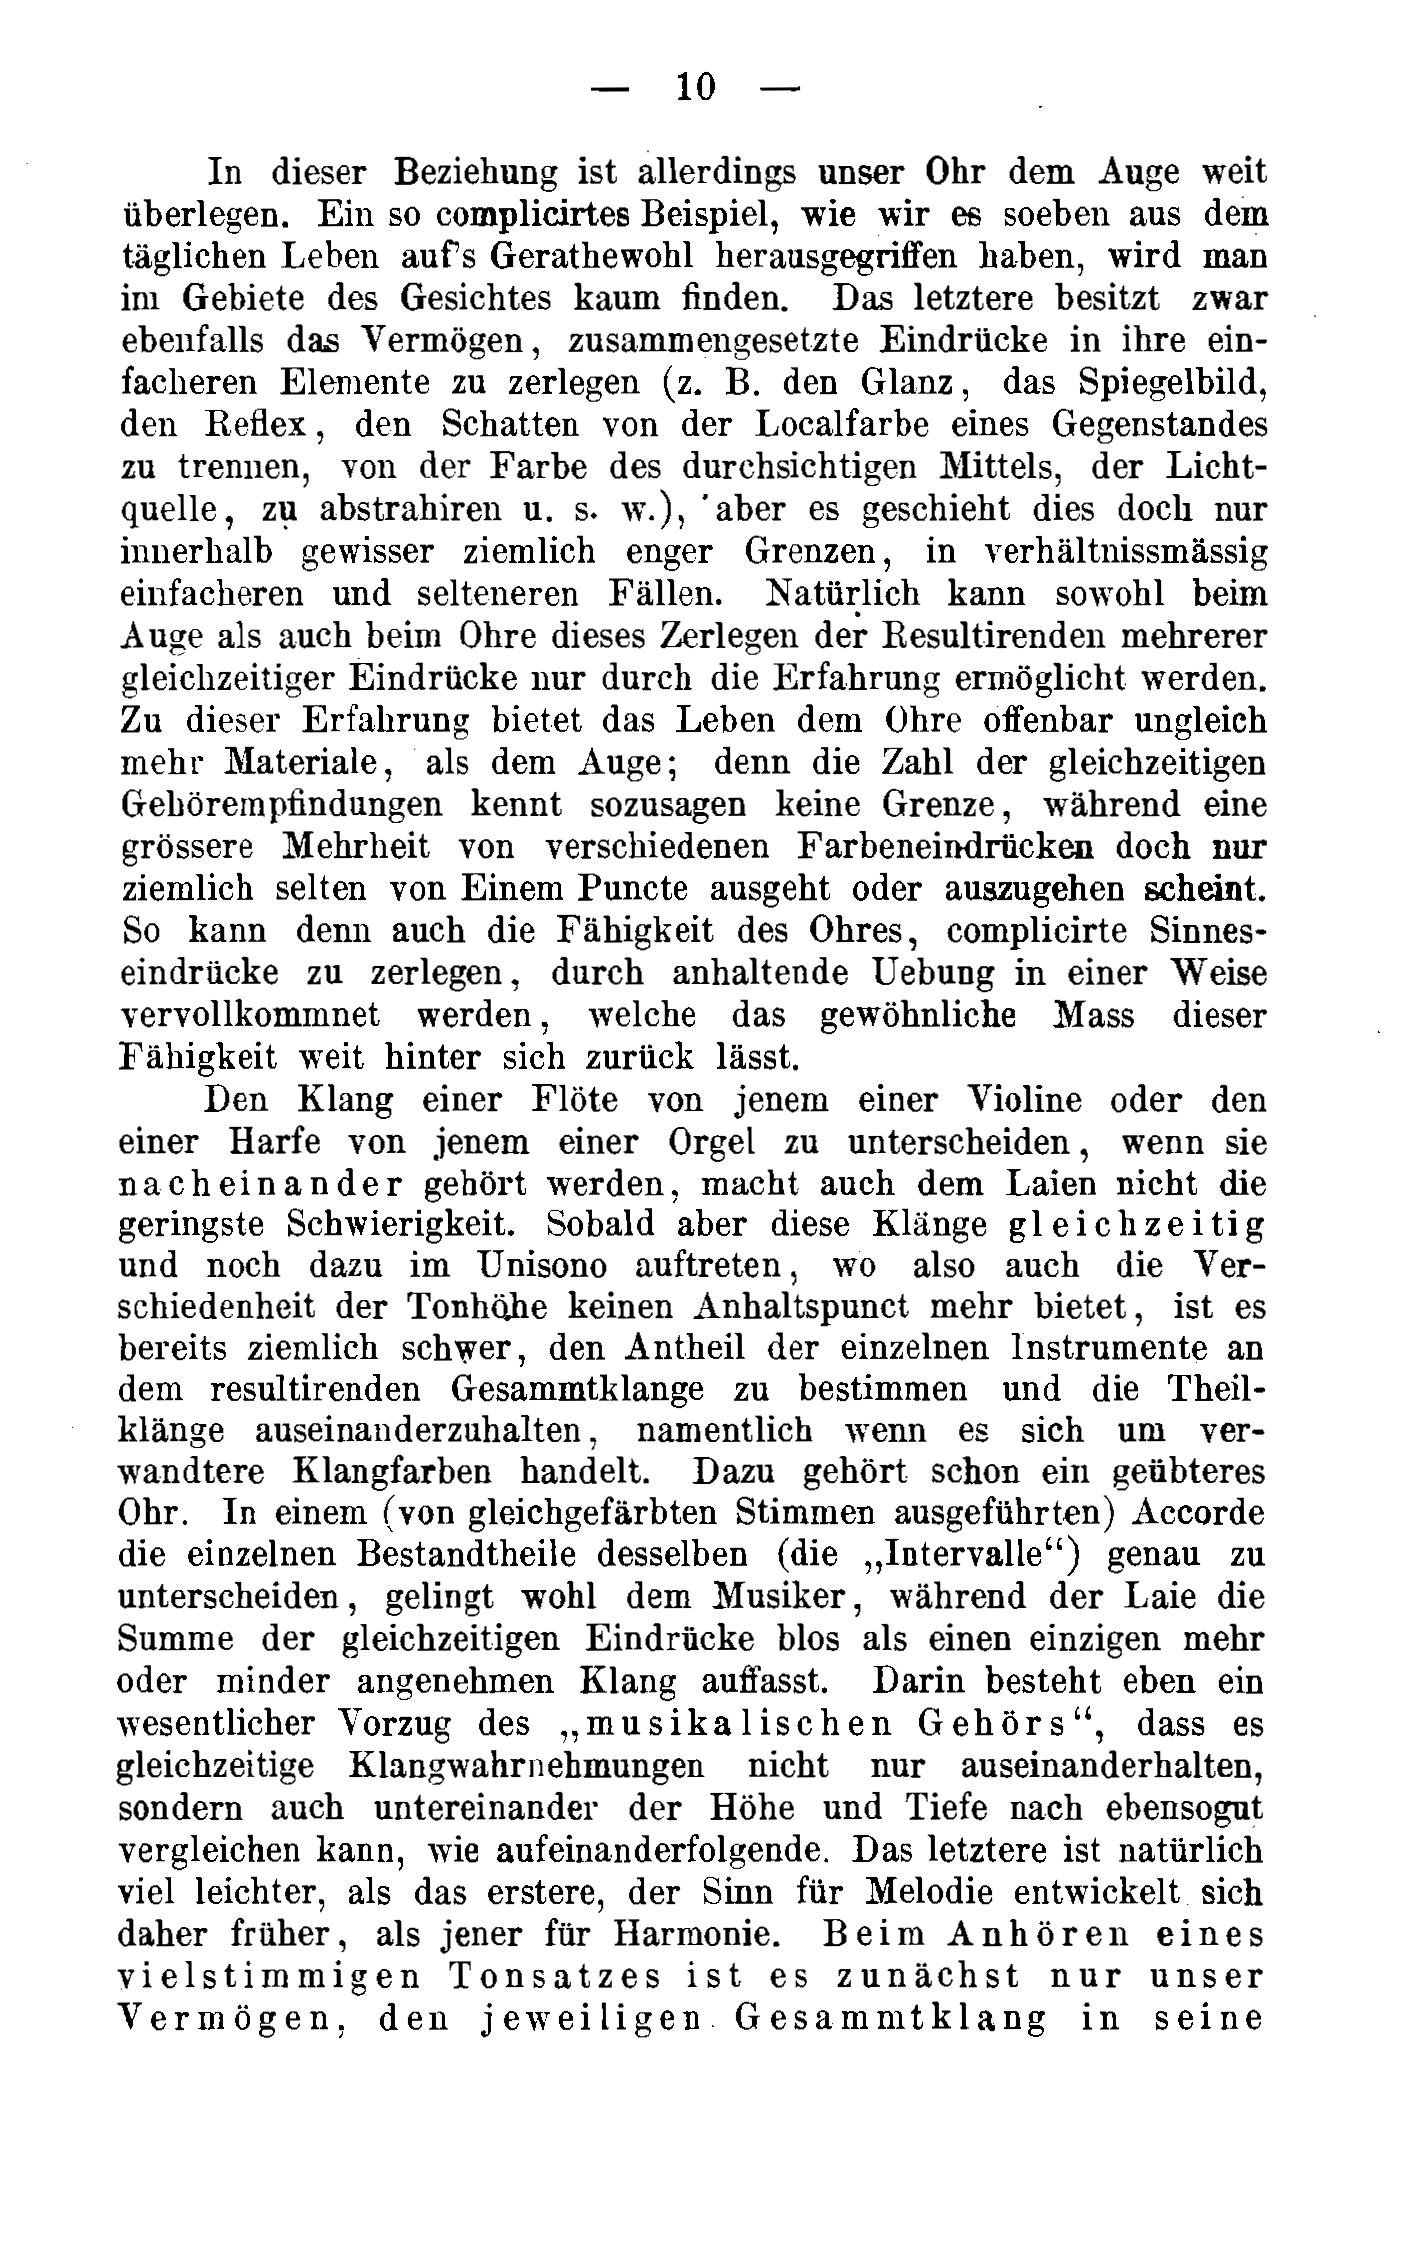 — 10 —
In dieser Beziehung ist allerdings unser Ohr dem Auge weit
überlegen. Ein so complicirtes Beispiel, wie wir es soeben aus dem
täglichen Leben auf's Gerathewohl herausgegriffen haben, wird man
im Gebiete des Gesichtes kaum finden. Das letztere besitzt zwar
ebenfalls das Vermögen, zusammengesetzte Eindrücke in ihre ein-
facheren Elemente zu zerlegen (z. B. den Glanz, das Spiegelbild,
den Reflex, den Schatten von der Localfarbe eines Gegenstandes
zu trennen, von der Farbe des durchsichtigen Mittels, der Licht-
quelle, zu abstrahiren u. s. w.), aber es geschieht dies doch nur
innerhalb gewisser ziemlich enger Grenzen, in verhältnissmässig
einfacheren und selteneren Fällen. Natürlich kann sowohl beim
Auge als auch beim Ohre dieses Zerlegen der Resultirenden mehrerer
gleichzeitiger Eindrücke nur durch die Erfahrung ermöglicht werden.
Zu dieser Erfahrung bietet das Leben dem Ohre offenbar ungleich
mehr Materiale, als dem Auge; denn die Zahl der gleichzeitigen
Gehörempfindungen kennt sozusagen keine Grenze, während eine
grössere Mehrheit von verschiedenen Farbeneindrücken doch nur
ziemlich selten von Einem Puncte ausgeht oder auszugehen scheint.
So kann denn auch die Fähigkeit des Ohres, complicirte Sinnes-
eindrücke zu zerlegen, durch anhaltende Uebung in einer Weise
vervollkommnet werden, welche das gewöhnliche Mass dieser
Fähigkeit weit hinter sich zurück lässt.
Den Klang einer Flöte von jenem einer Violine oder den
einer Harfe von jenem einer Orgel zu unterscheiden, wenn sie
nacheinander gehört werden, macht auch dem Laien nicht die
geringste Schwierigkeit. Sobald aber diese Klänge gleichzeitig
und noch dazu im Unisono auftreten, wo also auch die Ver-
schiedenheit der Tonhöhe keinen Anhaltspunct mehr bietet, ist es
bereits ziemlich schwer, den Antheil der einzelnen Instrumente an
dem resultirenden Gesammtklange zu bestimmen und die Theil-
klänge auseinanderzuhalten, namentlich wenn es sich um ver-
wandtere Klangfarben handelt. Dazu gehört schon ein geübteres
Ohr. In einem (von gleichgefärbten Stimmen ausgeführten) Accorde
die einzelnen Bestandtheile desselben (die „Intervalle“) genau zu
unterscheiden, gelingt wohl dem Musiker, während der Laie die
Summe der gleichzeitigen Eindrücke blos als einen einzigen mehr
oder minder angenehmen Klang auffasst. Darin besteht eben ein
wesentlicher Vorzug des „musikalischen Gehörs“, dass es
gleichzeitige Klangwahrnehmungen nicht nur auseinanderhalten,
sondern auch untereinander der Höhe und Tiefe nach ebensogut
vergleichen kann, wie aufeinanderfolgende. Das letztere ist natürlich
viel leichter, als das erstere, der Sinn für Melodie entwickelt sich
daher früher, als jener für Harmonie. Beim Anhören eines
vielstimmigen Tonsatzes ist es zunächst nur unser
Vermögen, den jeweiligen Gesammtklang in seine